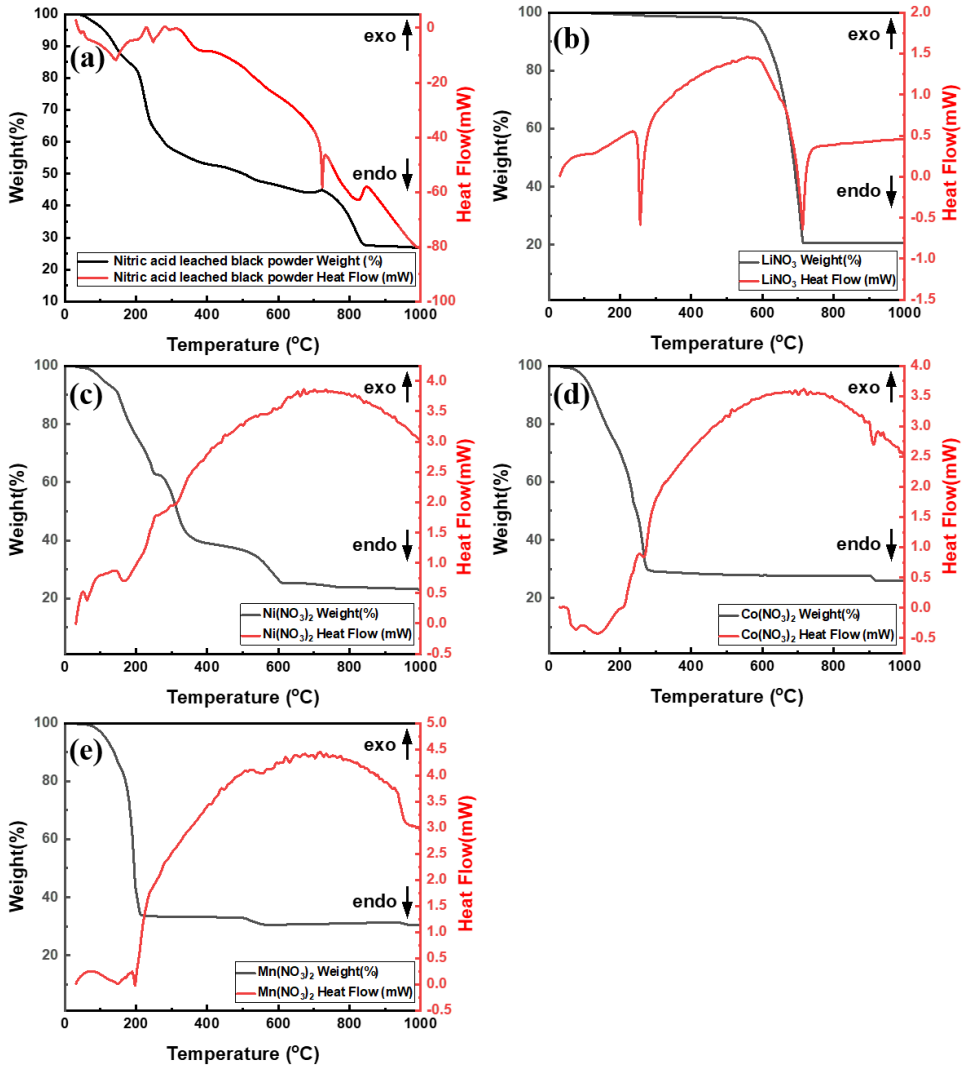 (a)
exo
endo
Weight(%)
Heat Flow(mW)
100
90
80
70
60
50
40
30
20
10
0
-20
-40
-60
-80
-100
Nitric acid leached black powder Weight (%)
Nitric acid leached black powder Heat Flow (mW)
0 200 400 600 800 1000
Temperature (°C)
(b)
exo
endo
Weight(%)
Heat Flow(mW)
100
80
60
40
20
2.0
1.5
1.0
0.5
0.0
-0.5
-1.0
-1.5
LiNO₃ Weight(%)
LiNO₃ Heat Flow (mW)
0 200 400 600 800 1000
Temperature (°C)
(c)
exo
endo
Weight(%)
Heat Flow(mW)
100
80
60
40
20
4.0
3.5
3.0
2.5
2.0
1.5
1.0
0.5
0.0
-0.5
Ni(NO₃)₂ Weight(%)
Ni(NO₃)₂ Heat Flow (mW)
0 200 400 600 800 1000
Temperature (°C)
(d)
exo
endo
Weight(%)
Heat Flow(mW)
100
80
60
40
20
4.0
3.5
3.0
2.5
2.0
1.5
1.0
0.5
0.0
-0.5
Co(NO₃)₂ Weight(%)
Co(NO₃)₂ Heat Flow (mW)
0 200 400 600 800 1000
Temperature (°C)
(e)
exo
endo
Weight(%)
Heat Flow(mW)
100
80
60
40
20
5.0
4.5
4.0
3.5
3.0
2.5
2.0
1.5
1.0
0.5
0.0
-0.5
Mn(NO₃)₂ Weight(%)
Mn(NO₃)₂ Heat Flow (mW)
0 200 400 600 800 1000
Temperature (°C)